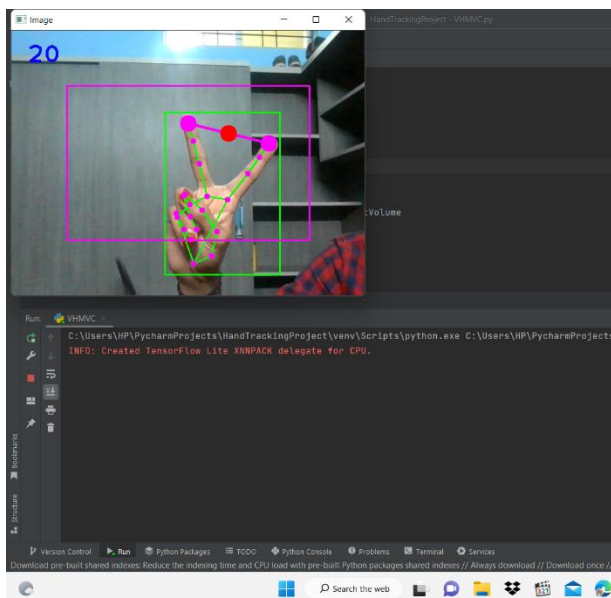 Image
HandTrackingProject - VHMVC.py
20
:Volume
Run: VHMVC ×
C:\Users\HP\PycharmProjects\HandTrackingProject\venv\Scripts\python.exe C:\Users\HP\PycharmProjects
INFO: Created TensorFlow Lite XNNPACK delegate for CPU.
Bookmarks
Structure
Version Control Run Python Packages TODO Python Console Problems Terminal Services
Download pre-built shared indexes: Reduce the indexing time and CPU load with pre-built Python packages shared indexes // Always download // Download once //
Search the web
321